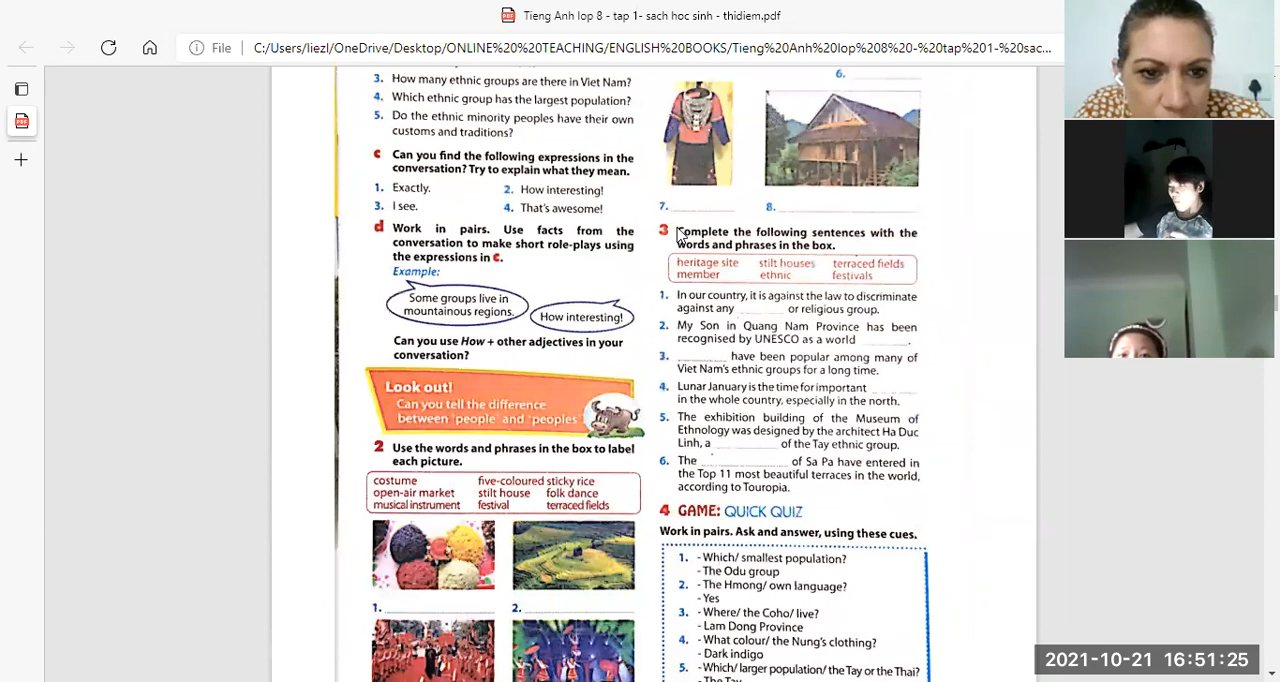 Tieng Anh lop 8 - tap 1- sach hoc sinh - thidiem.pdf
File
C:/Users/liezl/OneDrive/Desktop/ONLINE%20%20TEACHING/ENGLISH%20BOOKS/Tieng%20Anh%20lop%208%20-%20tap%201-%20sac...
3. How many ethnic groups are there in Viet Nam?
4. Which ethnic group has the largest population?
5. Do the ethnic minority peoples have their own
customs and traditions?
c Can you find the following expressions in the
conversation? Try to explain what they mean.
1. Exactly. 2. How interesting!
3. I see. 4. That's awesome!
d Work in pairs. Use facts from the
conversation to make short role-plays using
the expressions in c.
Example:
Some groups live in
mountainous regions.
How interesting!
Can you use How + other adjectives in your
conversation?
Look out!
Can you tell the difference
between 'people' and 'peoples'
2 Use the words and phrases in the box to label
each picture.
costume five-coloured sticky rice
open-air market stilt house folk dance
musical instrument festival terraced fields
1. ____________ 2. ____________
6. ____________
7. ____________ 8. ____________
3 Complete the following sentences with the
words and phrases in the box.
heritage site stilt houses terraced fields
member ethnic festivals
1. In our country, it is against the law to discriminate
against any ________ or religious group.
2. My Son in Quang Nam Province has been
recognised by UNESCO as a world ________.
3. ________ have been popular among many of
Viet Nam's ethnic groups for a long time.
4. Lunar January is the time for important ________
in the whole country, especially in the north.
5. The exhibition building of the Museum of
Ethnology was designed by the architect Ha Duc
Linh, a ____________ of the Tay ethnic group.
6. The ______________ of Sa Pa have entered in
the Top 11 most beautiful terraces in the world,
according to Touropia.
4 GAME: QUICK QUIZ
Work in pairs. Ask and answer, using these cues.
1. - Which/ smallest population?
- The Odu group
2. - The Hmong/ own language?
- Yes
3. - Where/ the Coho/ live?
- Lam Dong Province
4. - What colour/ the Nung's clothing?
- Dark indigo
5. - Which/ larger population/ the Tay or the Thai?
- The Tay
2021-10-21 16:51:25